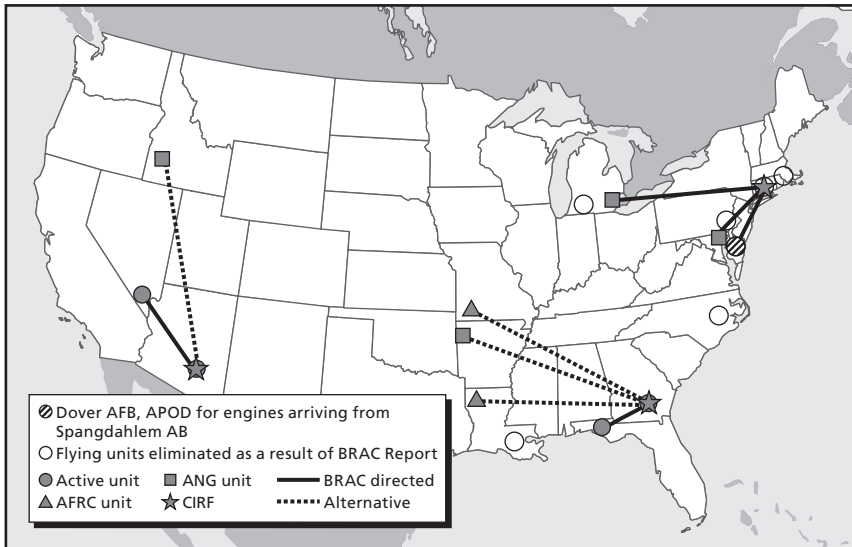 Dover AFB, APOD for engines arriving from
Spangdahlem AB
Flying units eliminated as a result of BRAC Report
Active unit ANG unit BRAC directed
AFRC unit CIRF Alternative